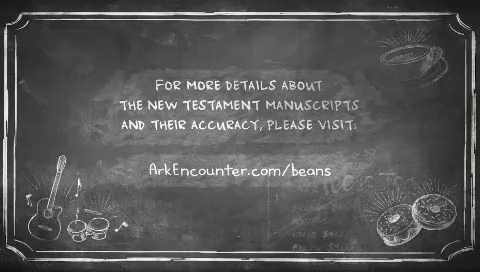 FOR MORE DETAILS ABOUT
THE NEW TESTAMENT MANUSCRIPTS
AND THEIR ACCURACY, PLEASE VISIT:
ArkEncounter.com/beans